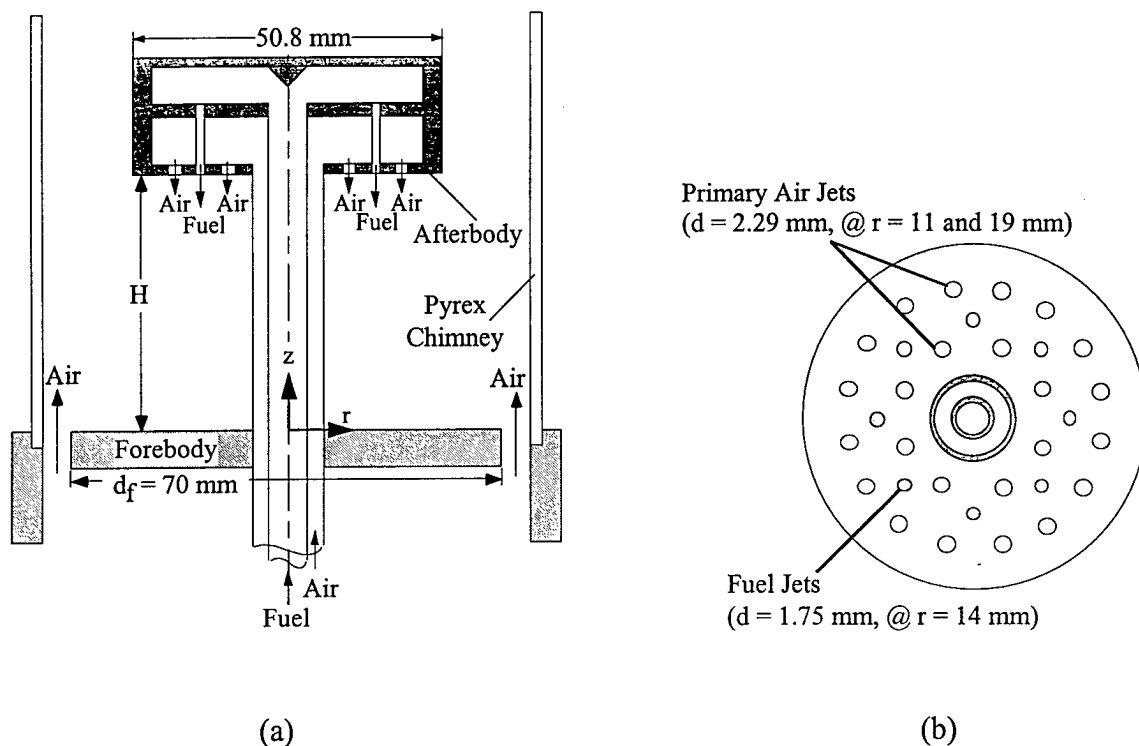 50.8 mm
Air
Air
Fuel
Air
Air
Fuel
Afterbody
H
Pyrex
Chimney
z
Air
Air
r
Forebody
d_f = 70 mm
Air
Fuel
(a)
Primary Air Jets
(d = 2.29 mm, @ r = 11 and 19 mm)
Fuel Jets
(d = 1.75 mm, @ r = 14 mm)
(b)